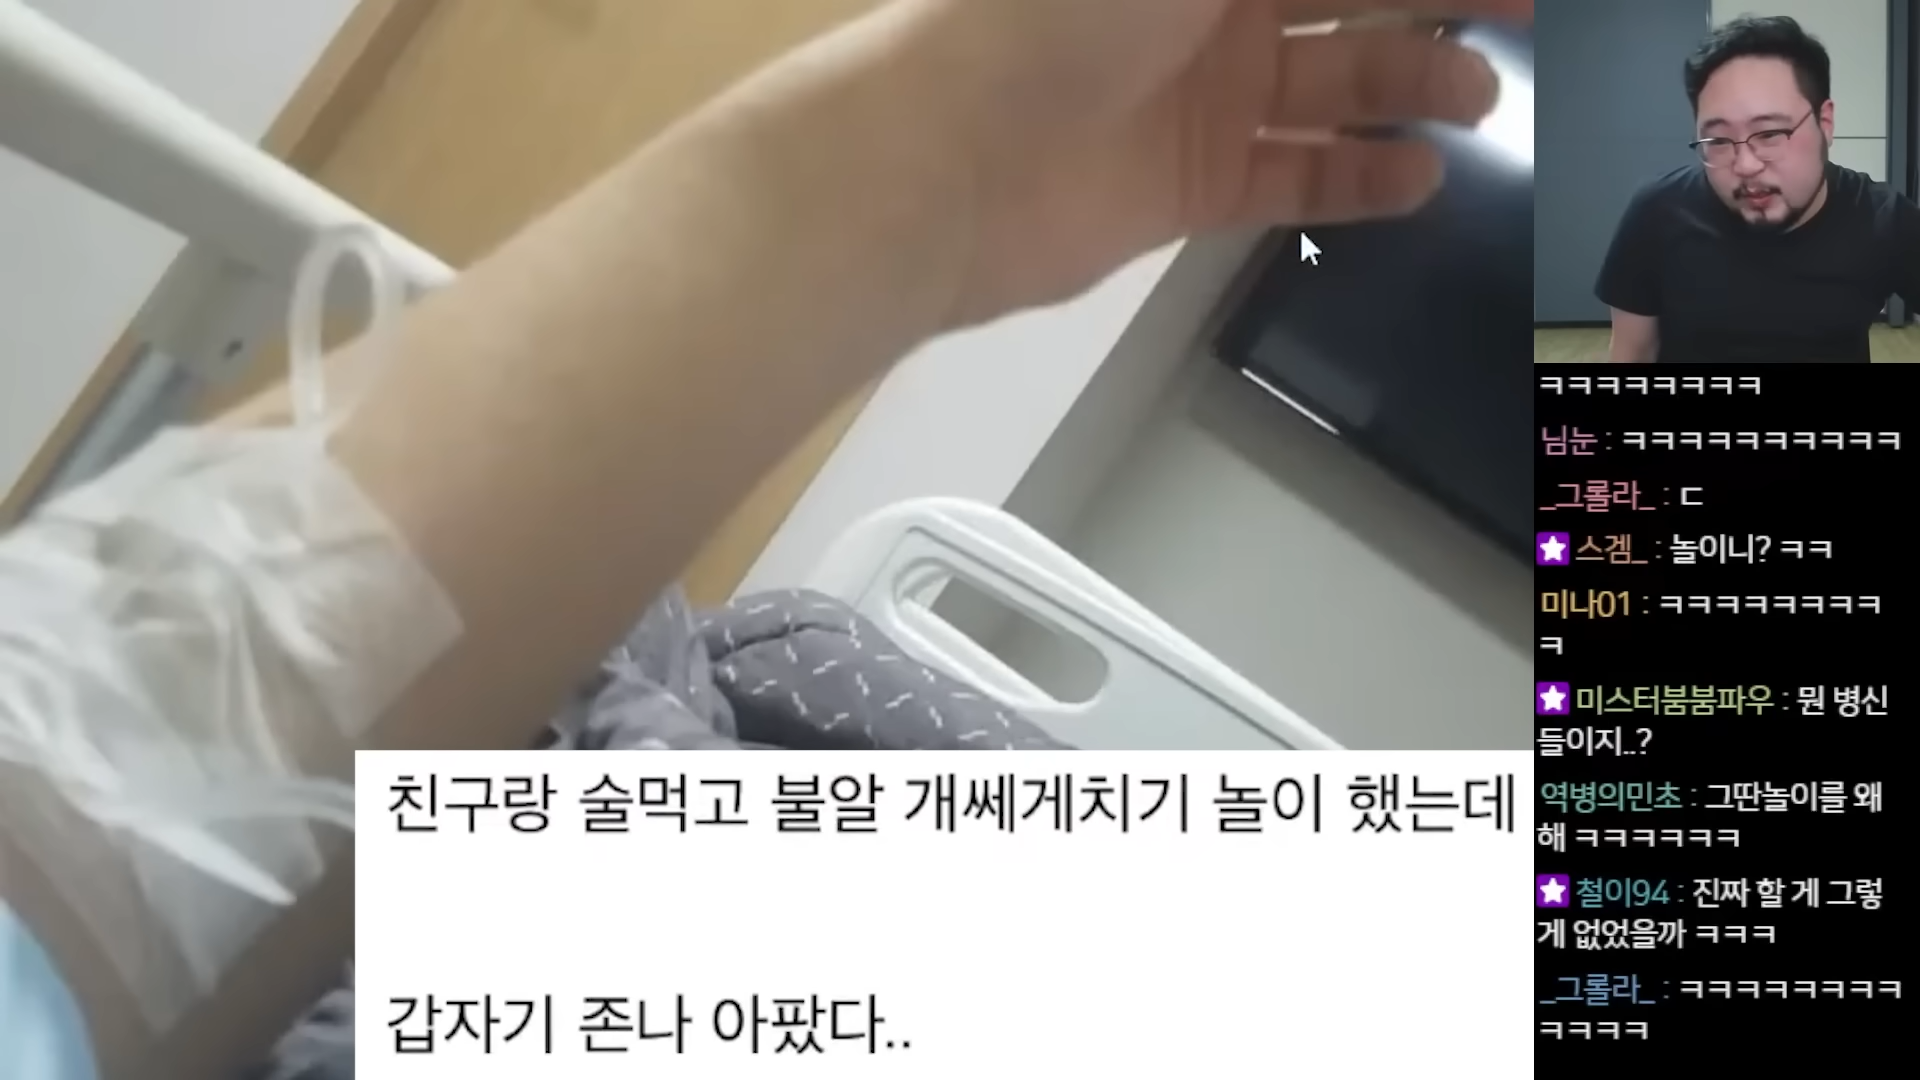 친구랑 술먹고 불알 개쎄게치기 놀이 했는데
갑자기 존나 아팠다..
ㅋㅋㅋㅋㅋㅋㅋㅋ
님눈 : ㅋㅋㅋㅋㅋㅋㅋㅋㅋㅋ
_그롤라_ : ㄷ
스겜_ : 놀이니? ㅋㅋ
미나01 : ㅋㅋㅋㅋㅋㅋㅋㅋ
ㅋ
미스터붐붐파우 : 뭔 병신
들이지..?
역병의민초 : 그딴놀이를 왜
해 ㅋㅋㅋㅋㅋㅋ
철이94 : 진짜 할 게 그렇
게 없었을까 ㅋㅋㅋ
_그롤라_ : ㅋㅋㅋㅋㅋㅋㅋㅋ
ㅋㅋㅋㅋ